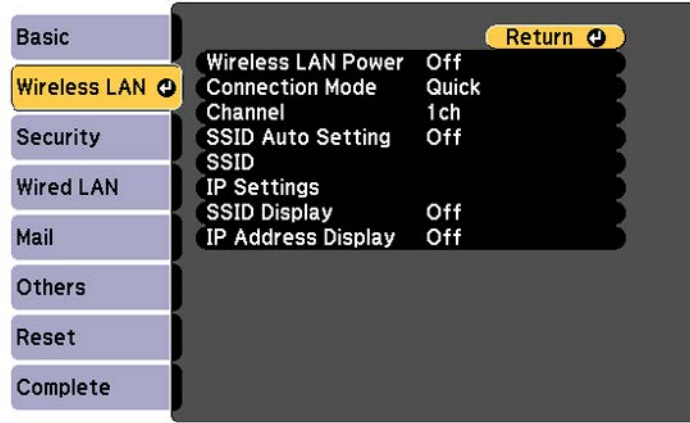 Basic
Wireless LAN
Security
Wired LAN
Mail
Others
Reset
Complete
Return
Wireless LAN Power Off
Connection Mode Quick
Channel 1ch
SSID Auto Setting Off
SSID
IP Settings
SSID Display Off
IP Address Display Off